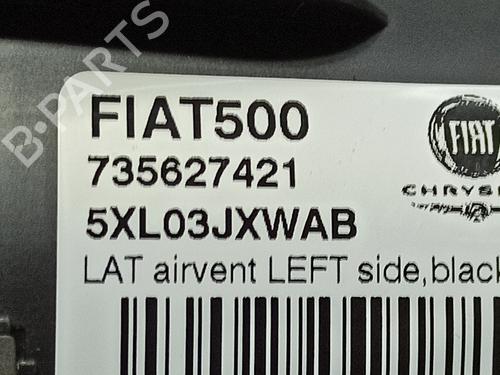 B-PARTS
FIAT500
735627421
5XL03JXWAB
LAT airvent LEFT side,black
FIAT
CHRYS